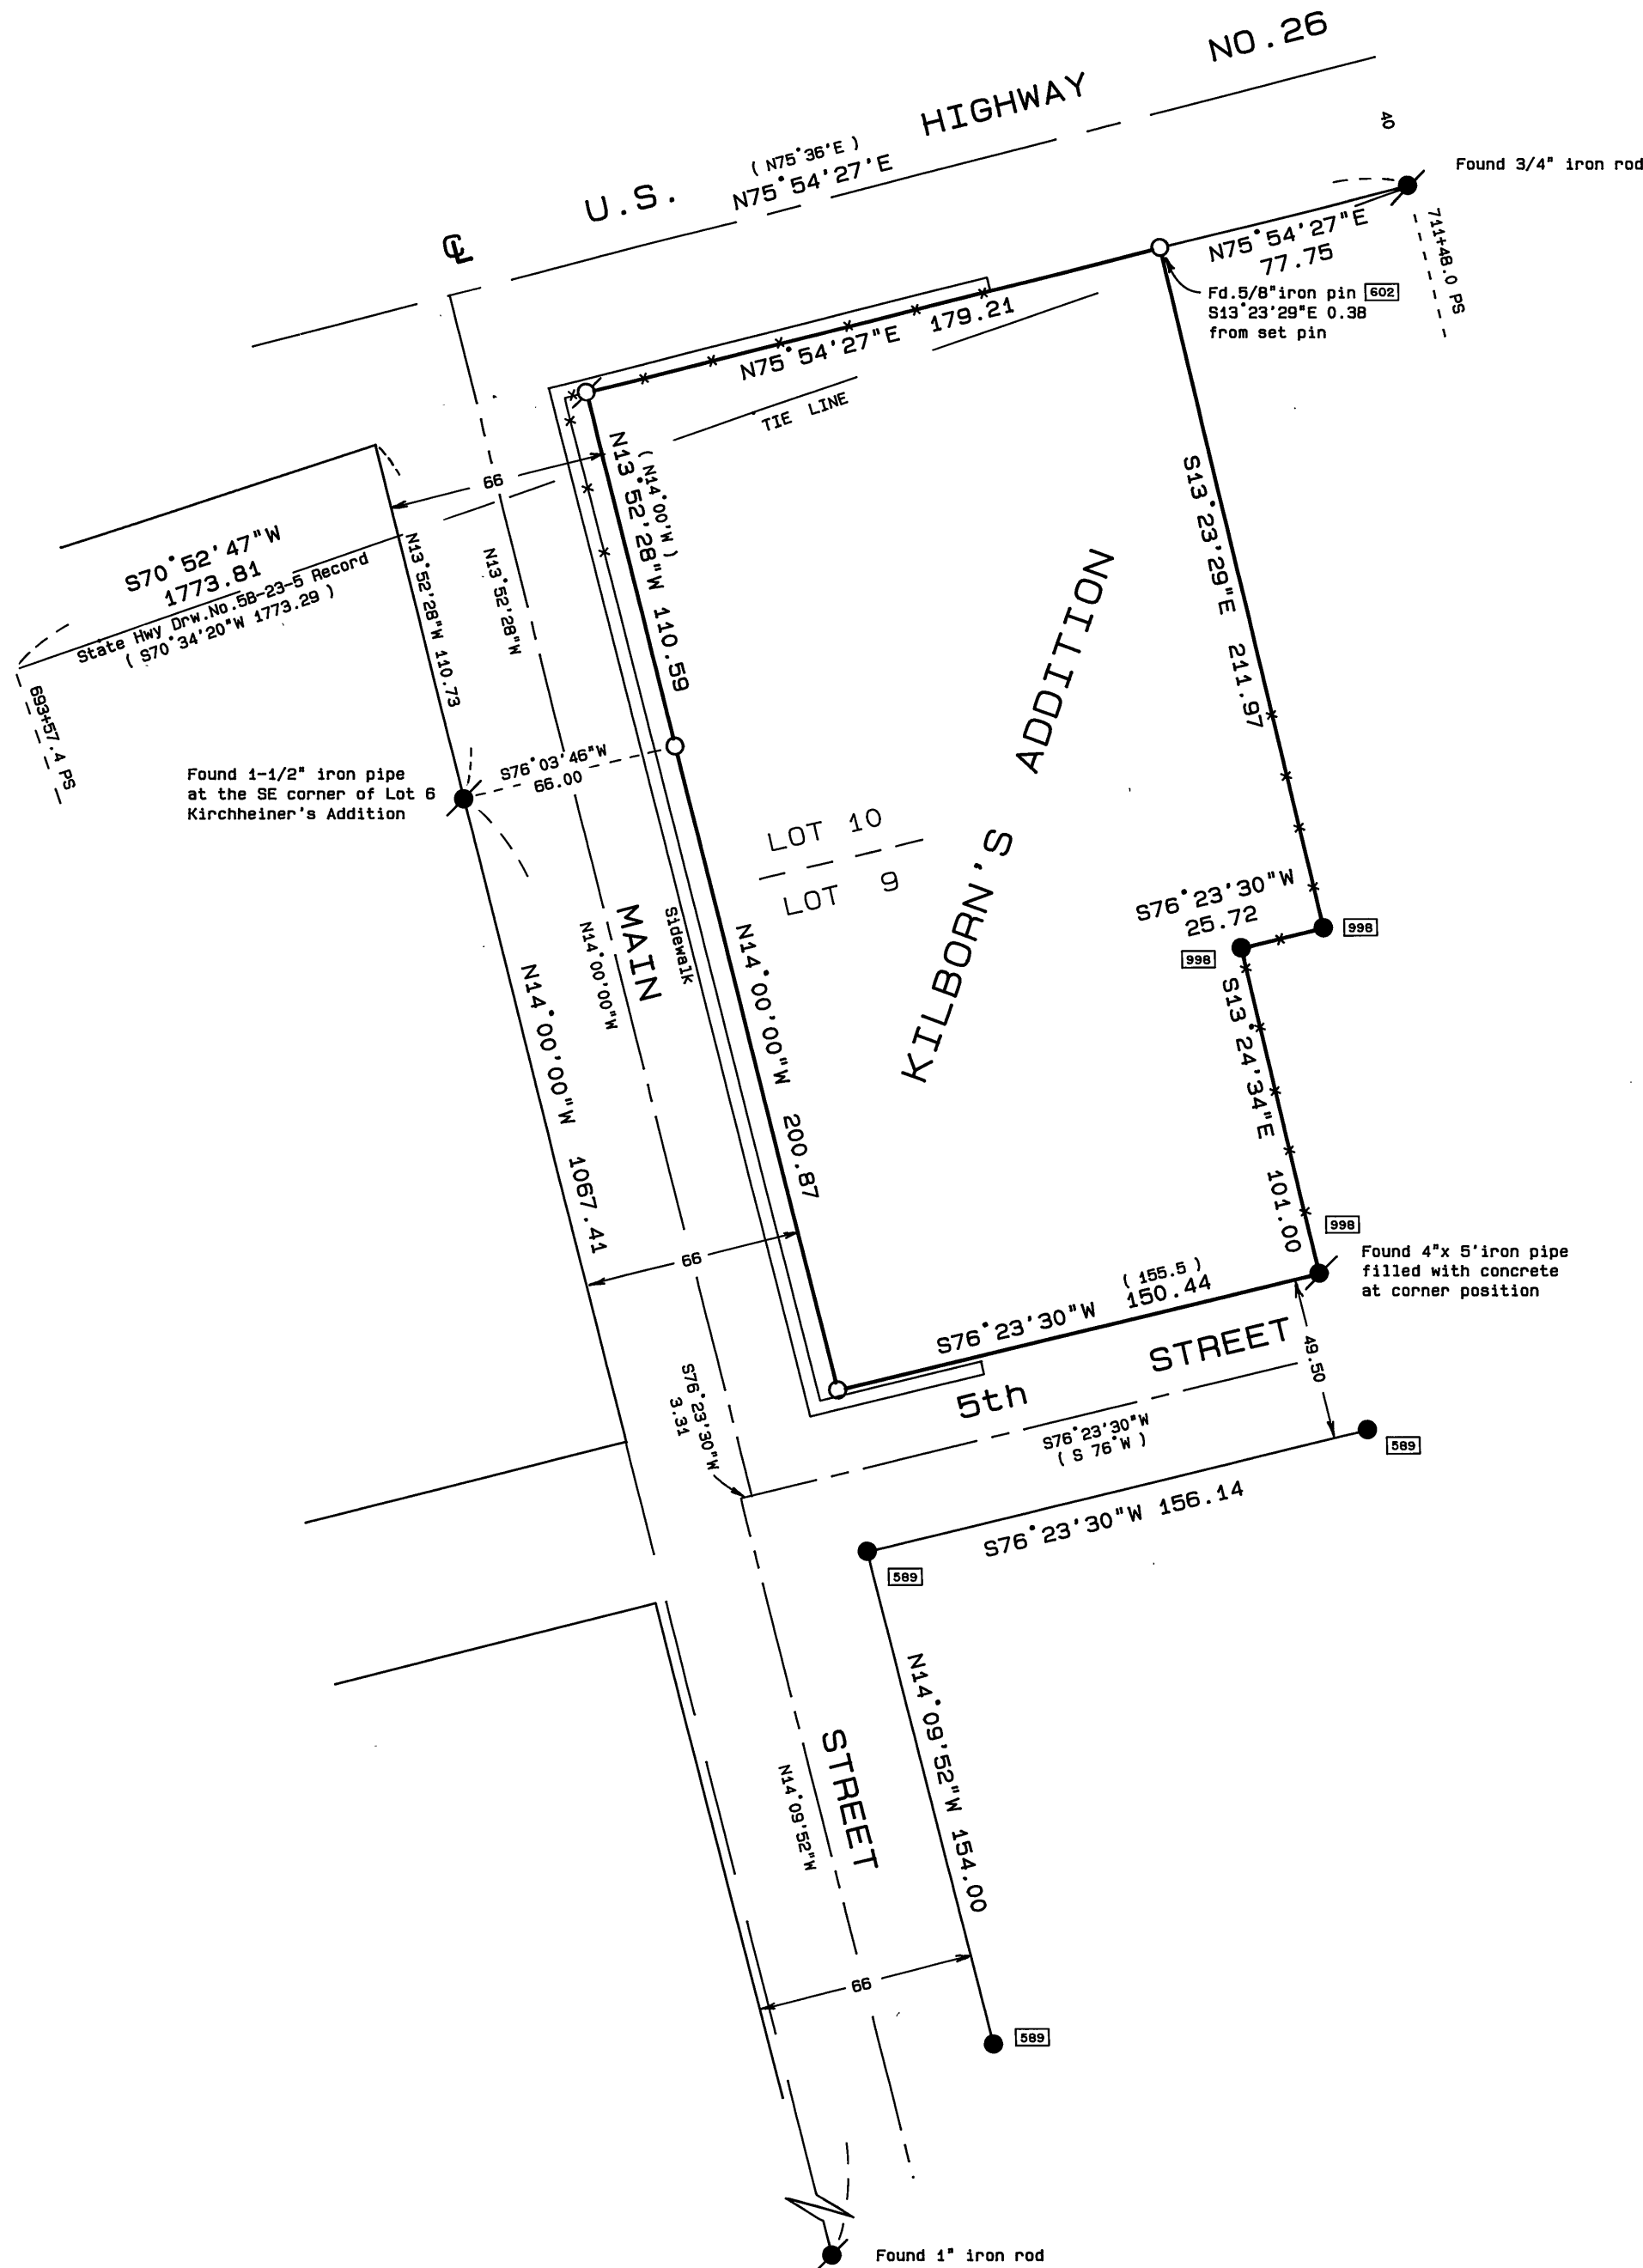 U.S. HIGHWAY NO.26
( N75°36'E )
N75°54'27'E
40
Found 3/4" iron rod
℄
N75°54'27"E
77.75
711+48.0 PS
Fd.5/8"iron pin 602
S13°23'29"E 0.38
from set pin
N75°54'27"E 179.21
TIE LINE
66
S70°52'47"W
1773.81
State Hwy Drw.No.5B-23-5 Record
( S70°34'20"W 1773.29 )
693+57.4 PS
N13°52'28"W 110.73
N13°52'28"W
( N14°00'W )
N13°52'28"W 110.59
S13°23'29"E 211.97
Found 1-1/2" iron pipe
at the SE corner of Lot 6
Kirchheiner's Addition
S76°03'46"W
66.00
LOT 10
LOT 9
KILBORN'S ADDITION
S76°23'30"W
25.72
998
998
MAIN
Sidewalk
N14°00'00"W
N14°00'00"W 1067.41
N14°00'00"W 200.87
S13°24'34"E 101.00
998
Found 4"x 5'iron pipe
filled with concrete
at corner position
66
( 155.5 )
S76°23'30"W 150.44
5th STREET
49.50
S76°23'30"W
3.31
S76°23'30"W
( S 76°W )
589
S76°23'30"W 156.14
589
STREET
N14°09'52"W
N14°09'52"W 154.00
66
589
Found 1" iron rod